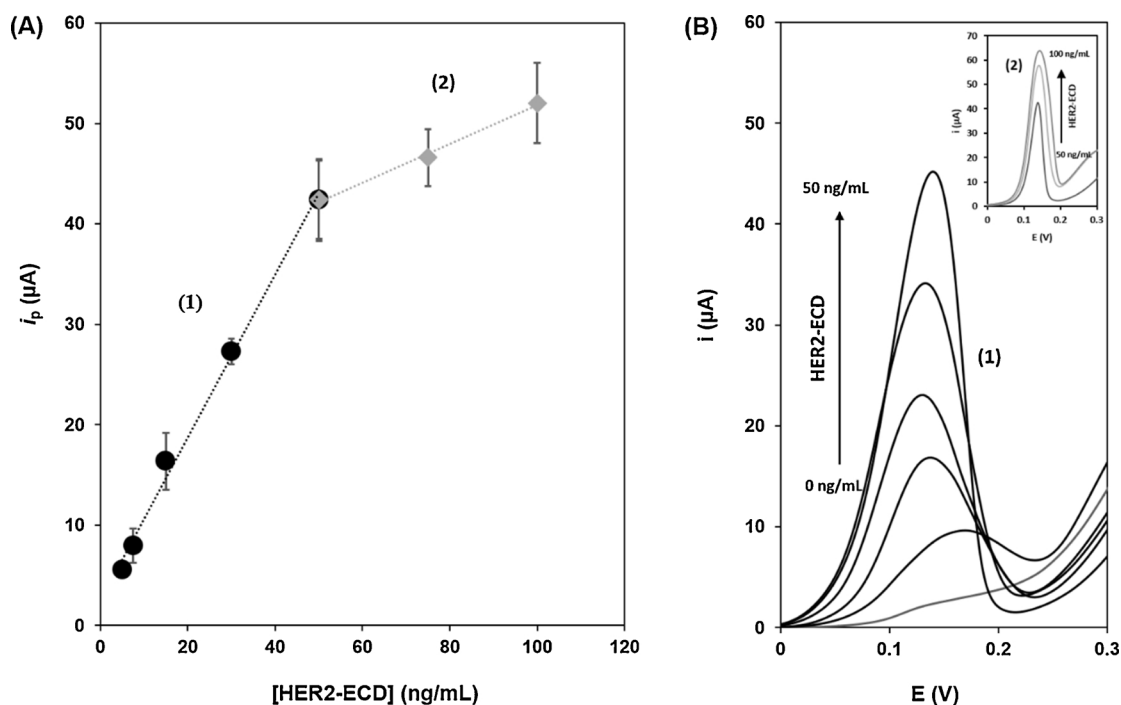 (A)
60
50
40
30
20
10
0
0 20 40 60 80 100 120
iₚ (µA)
[HER2-ECD] (ng/mL)
(1)
(2)
(B)
60
50
40
30
20
10
0
0 0.1 0.2 0.3
i (µA)
E (V)
50 ng/mL
HER2-ECD
0 ng/mL
(1)
70
60
50
40
30
20
10
0
0 0.1 0.2 0.3
i (µA)
E (V)
(2)
100 ng/mL
HER2-ECD
50 ng/mL